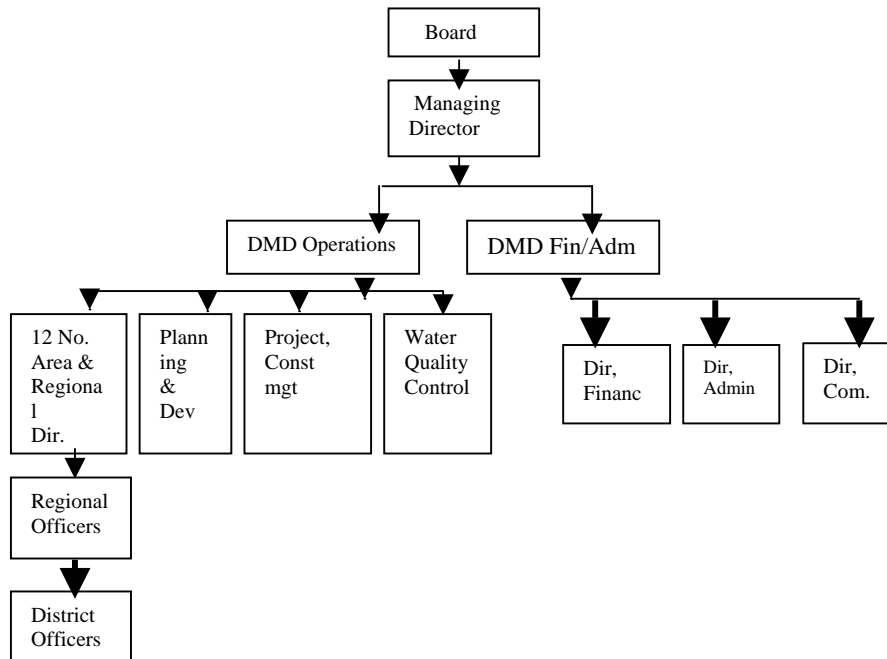 Board
Managing
Director
DMD Operations
DMD Fin/Adm
12 No.
Area &
Regiona
l
Dir.
Plann
ing
&
Dev
Project,
Const
mgt
Water
Quality
Control
Dir,
Financ
Dir,
Admin
Dir,
Com.
Regional
Officers
District
Officers